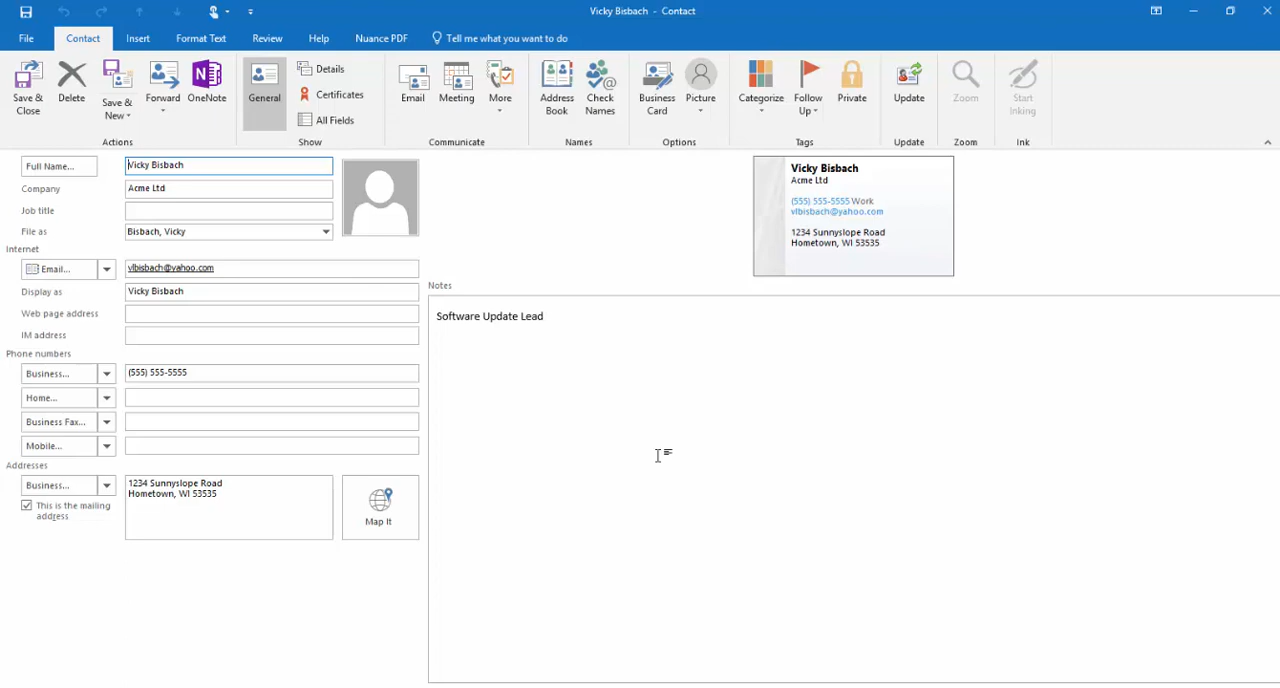 Vicky Bisbach - Contact
File Contact Insert Format Text Review Help Nuance PDF Tell me what you want to do
Save & Close
Delete
Save & New
Forward
OneNote
Actions
General
Details
Certificates
All Fields
Show
Email
Meeting
More
Communicate
Address Book
Check Names
Names
Business Card
Picture
Options
Categorize
Follow Up
Private
Tags
Update
Update
Zoom
Zoom
Start Inking
Ink
Full Name... Vicky Bisbach
Company Acme Ltd
Job title
File as Bisbach, Vicky
Internet
Email... vlbisbach@yahoo.com
Display as Vicky Bisbach
Web page address
IM address
Phone numbers
Business... (555) 555-5555
Home...
Business Fax...
Mobile...
Addresses
Business... 1234 Sunnyslope Road
Hometown, WI 53535
This is the mailing
address
Map It
Vicky Bisbach
Acme Ltd
(555) 555-5555 Work
vlbisbach@yahoo.com
1234 Sunnyslope Road
Hometown, WI 53535
Notes
Software Update Lead